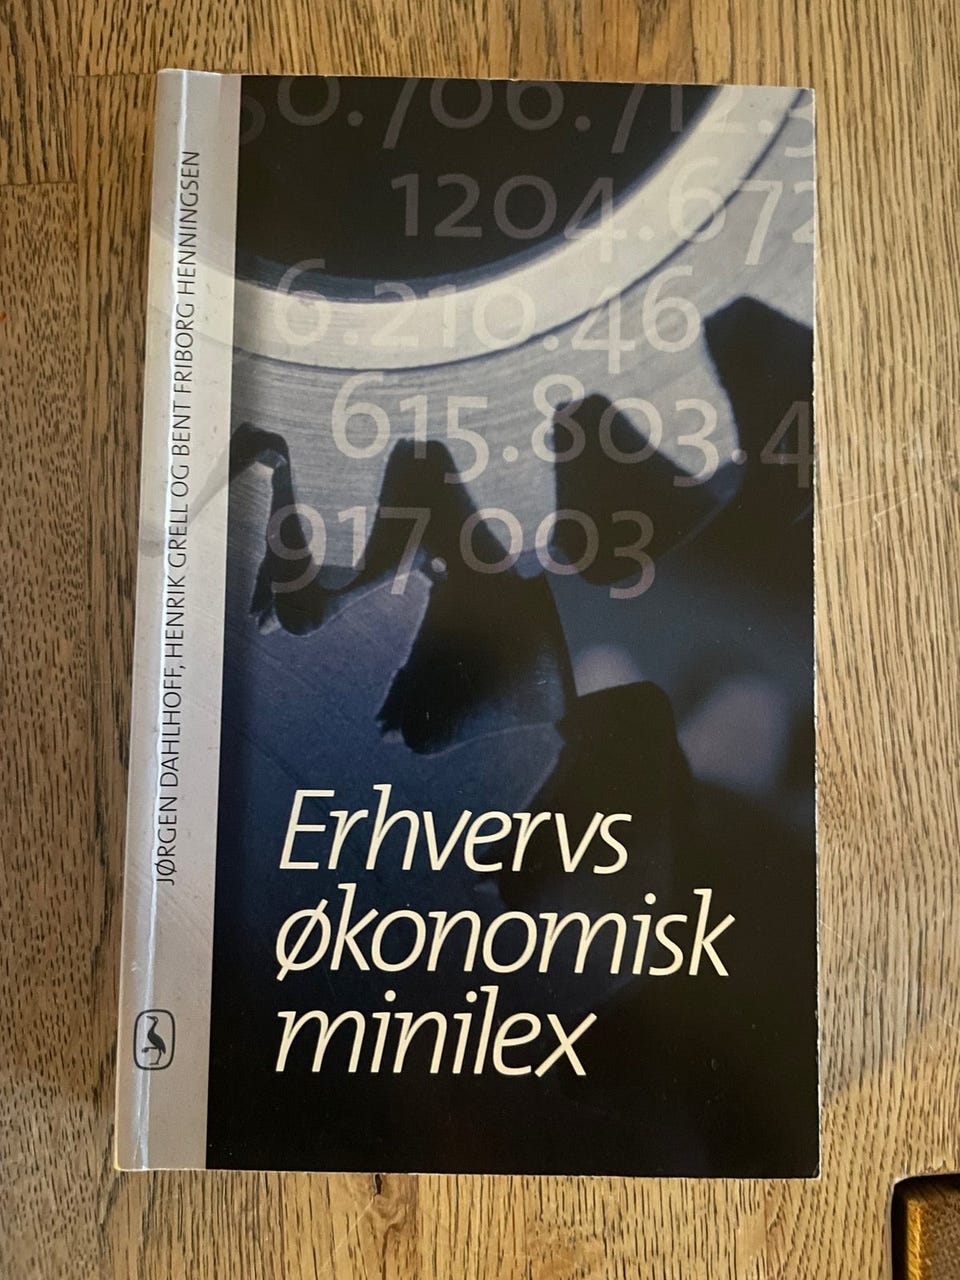 JØRGEN DAHLHOFF, HENRIK GRELL OG BENT FRIBORG HENNINGSEN
1204.672
6.210.46
615.803.4
917.003
Erhvervs
økonomisk
minilex